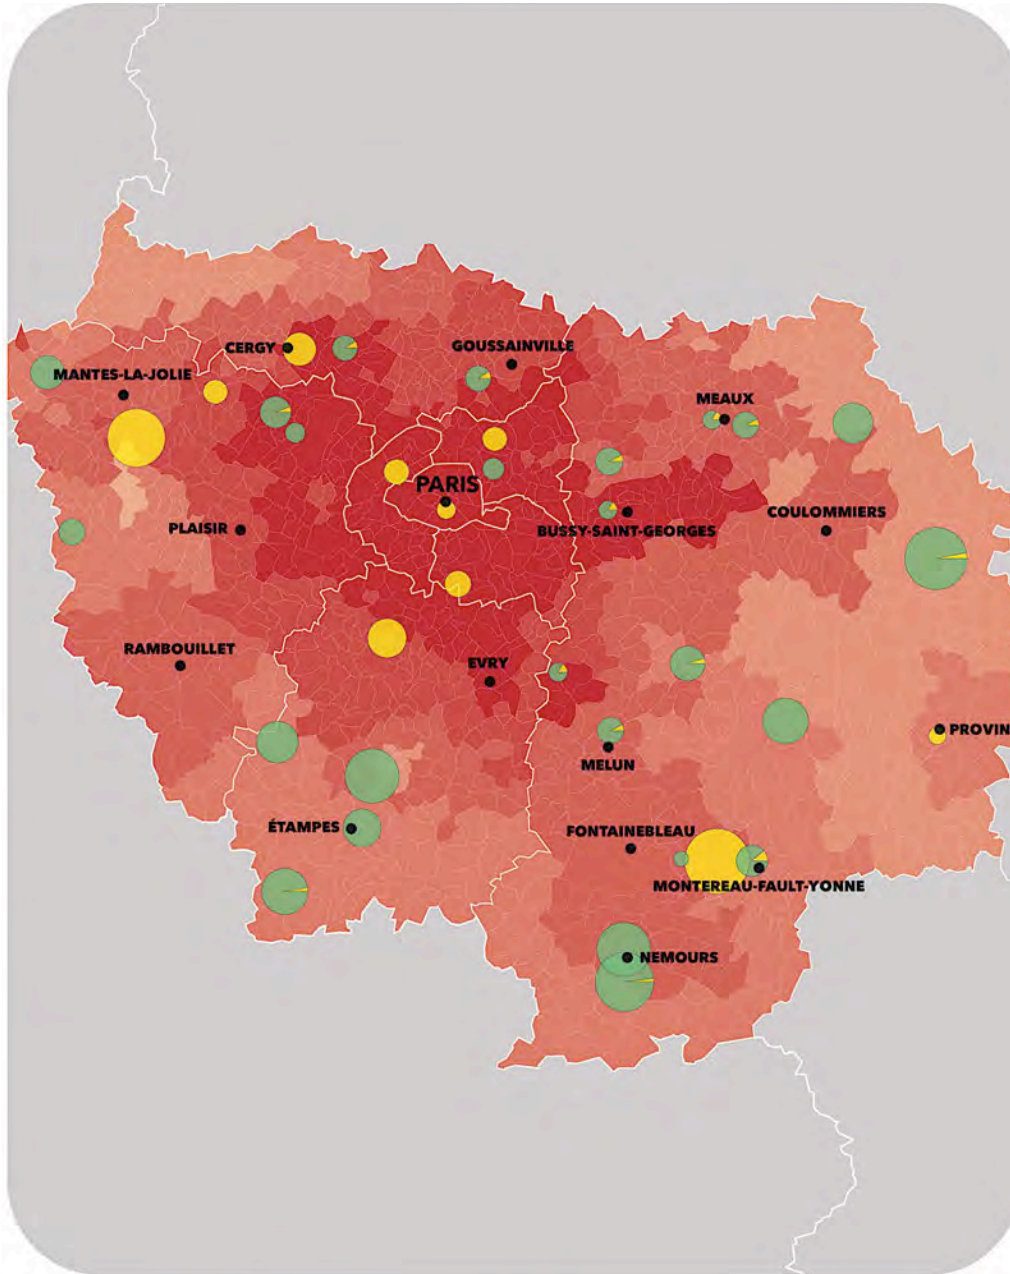 CERGY
GOUSSAINVILLE
MANTES-LA-JOLIE
MEAUX
PARIS
PLAISIR
BUSSY-SAINT-GEORGES
COULOMMIERS
RAMBOUILLET
EVRY
PROVIN
MELUN
ÉTAMPES
FONTAINEBLEAU
MONTEREAU-FAULT-YONNE
NEMOURS